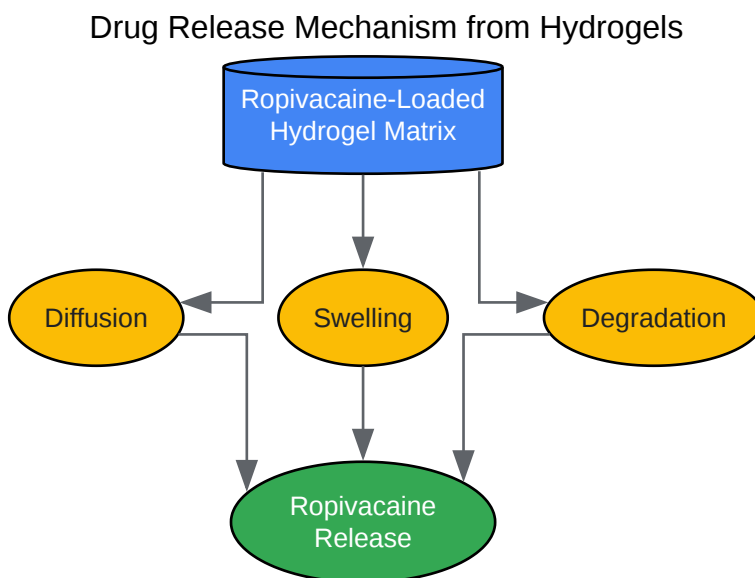 Drug Release Mechanism from Hydrogels
Ropivacaine-Loaded
Hydrogel Matrix
Diffusion
Swelling
Degradation
Ropivacaine
Release